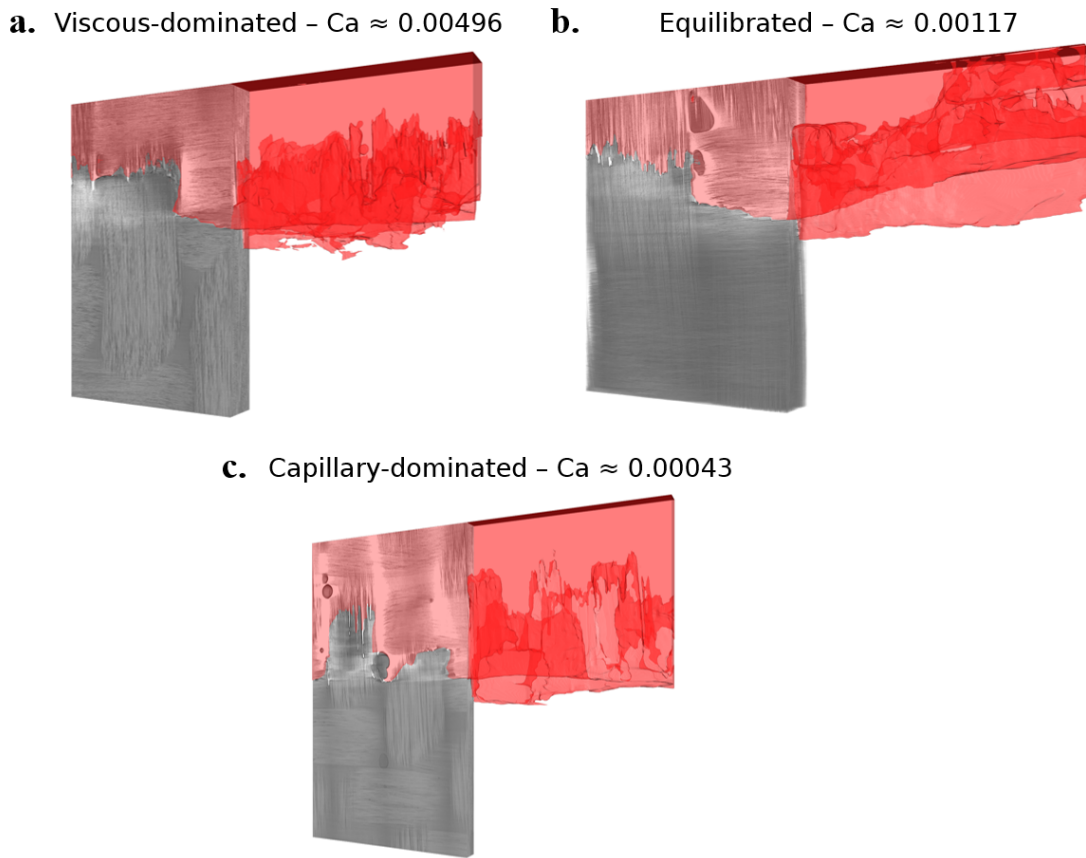 a. Viscous-dominated – Ca ≈ 0.00496
b. Equilibrated – Ca ≈ 0.00117
c. Capillary-dominated – Ca ≈ 0.00043